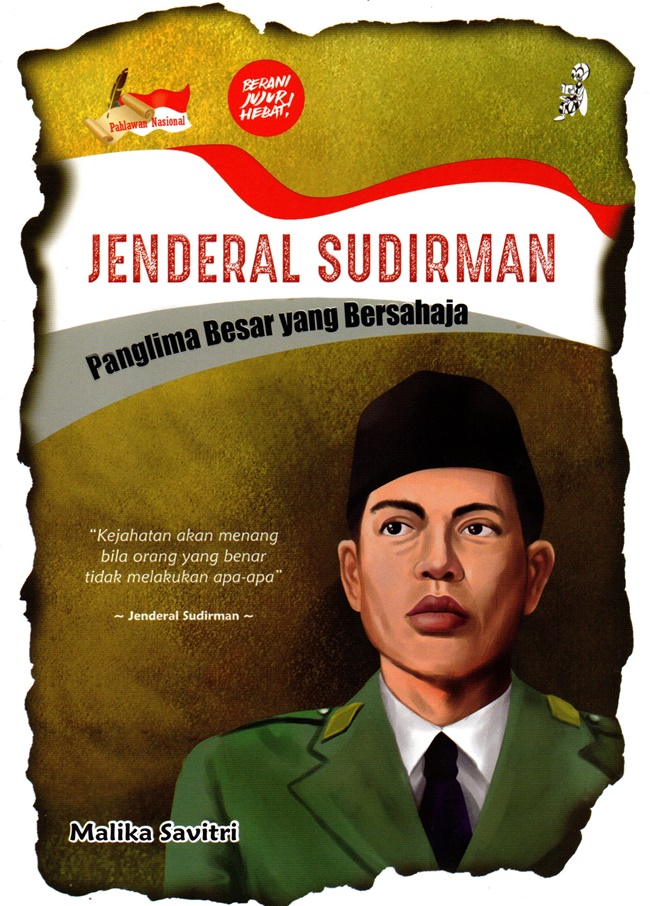 Pahlawan Nasional
BERANI
JUJUR
HEBAT!
JENDERAL SUDIRMAN
Panglima Besar yang Bersahaja
“Kejahatan akan menang
bila orang yang benar
tidak melakukan apa-apa”
~ Jenderal Sudirman ~
Malika Savitri